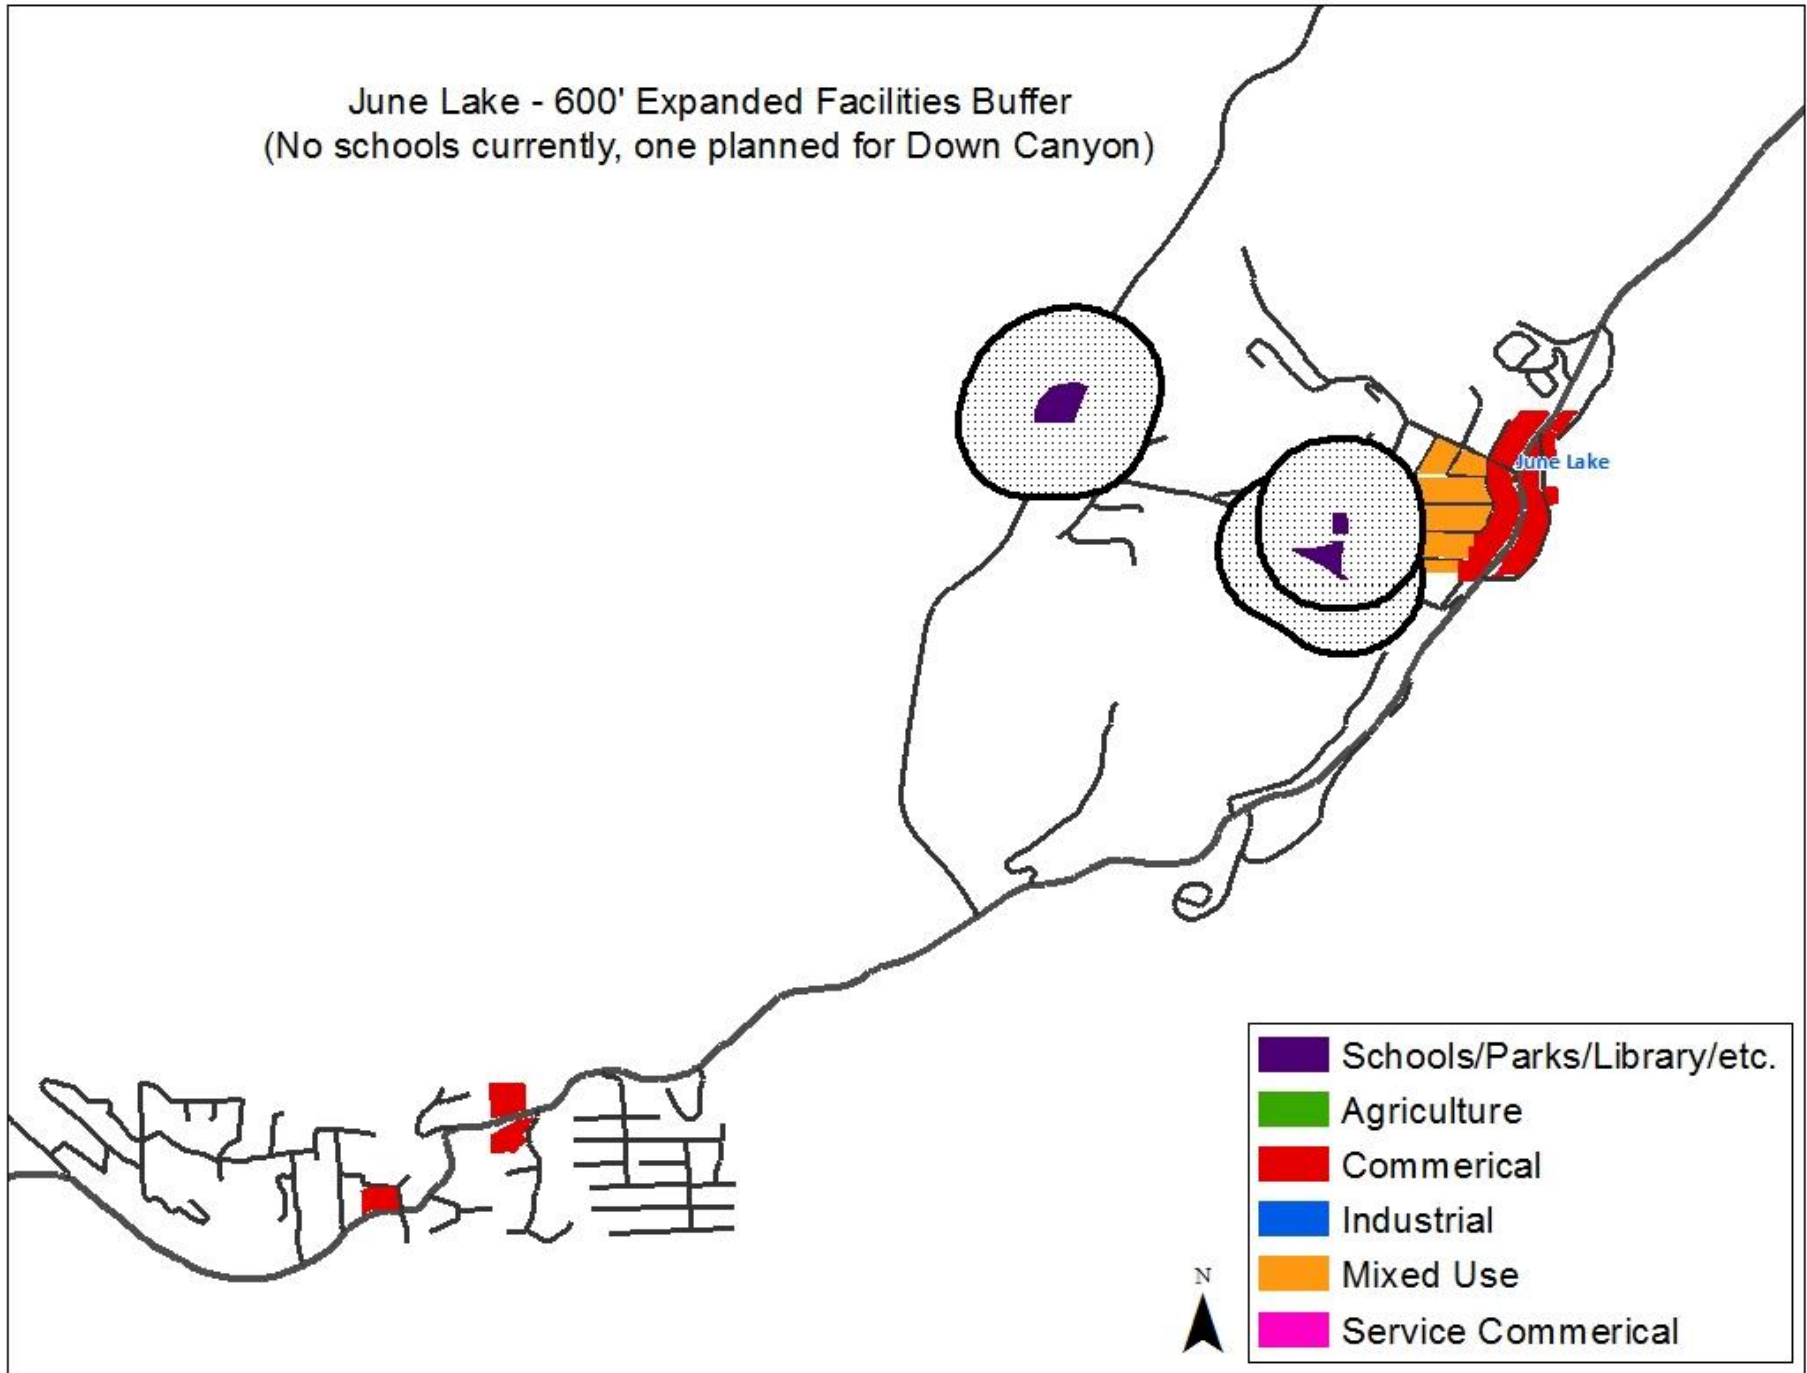 June Lake - 600' Expanded Facilities Buffer
(No schools currently, one planned for Down Canyon)
June Lake
Schools/Parks/Library/etc.
Agriculture
Commerical
Industrial
Mixed Use
Service Commerical
N